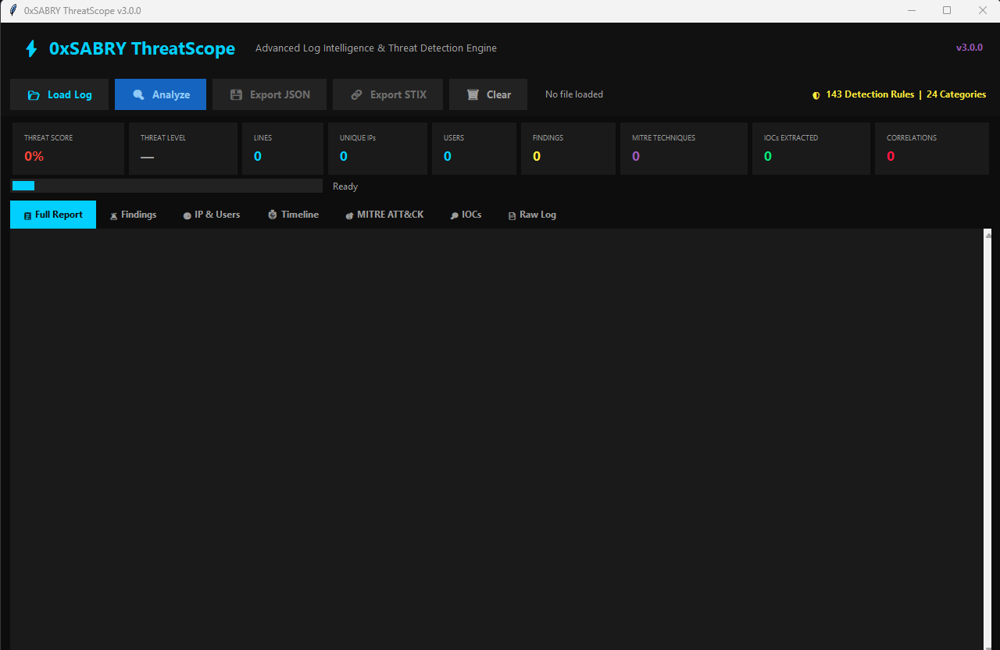 0xSABRY ThreatScope v3.0.0
0xSABRY ThreatScope Advanced Log Intelligence & Threat Detection Engine v3.0.0
Load Log Analyze Export JSON Export STIX Clear No file loaded 143 Detection Rules | 24 Categories
THREAT SCORE THREAT LEVEL LINES UNIQUE IPs USERS FINDINGS MITRE TECHNIQUES IOCs EXTRACTED CORRELATIONS
0% — 0 0 0 0 0 0 0
Ready
Full Report Findings IP & Users Timeline MITRE ATT&CK IOCs Raw Log